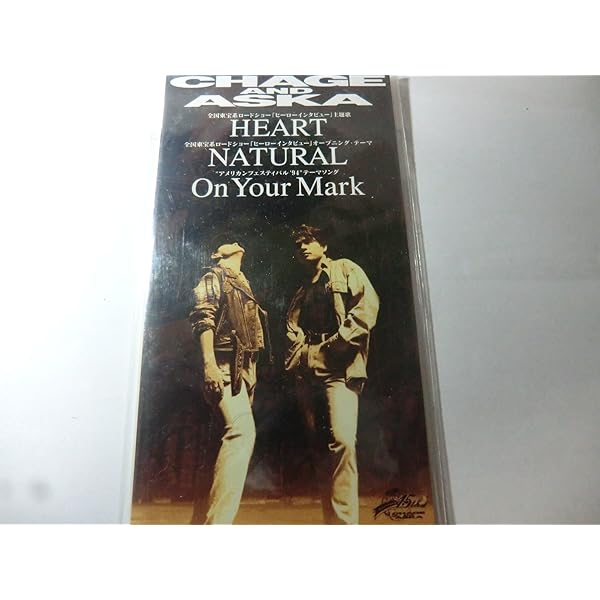 CHAGE
AND
ASKA
全国東宝系ロードショー「ヒーローインタビュー」主題歌
HEART
全国東宝系ロードショー「ヒーローインタビュー」オープニング・テーマ
NATURAL
"アメリカンフェスティバル'94"テーマソング
On Your Mark
15th